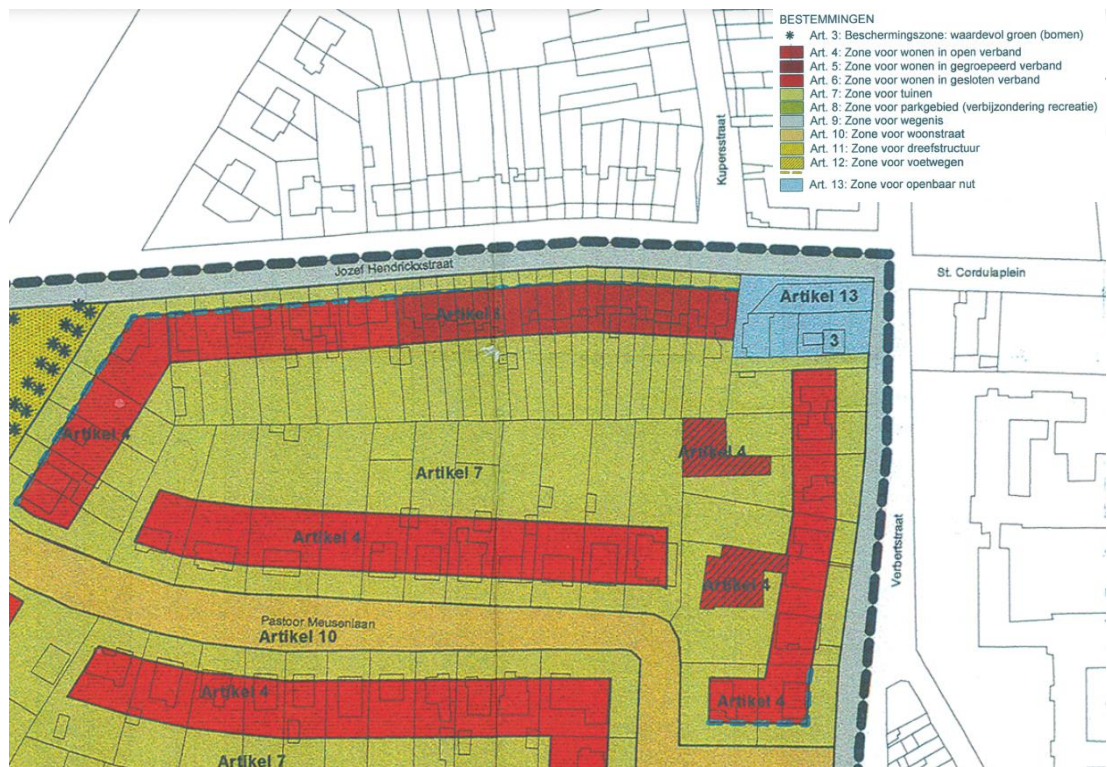 BESTEMMINGEN
Art. 3: Beschermingszone: waardevol groen (bomen)
Art. 4: Zone voor wonen in open verband
Art. 5: Zone voor wonen in gegroepeerd verband
Art. 6: Zone voor wonen in gesloten verband
Art. 7: Zone voor tuinen
Art. 8: Zone voor parkgebied (verbijzondering recreatie)
Art. 9: Zone voor wegenis
Art. 10: Zone voor woonstraat
Art. 11: Zone voor dreefstructuur
Art. 12: Zone voor voetwegen
Art. 13: Zone voor openbaar nut
Kupersstraat
Jozef Hendrickxstraat
St. Cordulaplein
Artikel 13
Artikel
3
Artikel 4
Artikel 4
Artikel 7
Verbertstraat
Artikel 4
Artikel 4
Pastoor Meusenlaan
Artikel 10
Artikel 4
Artikel 4
Artikel 7